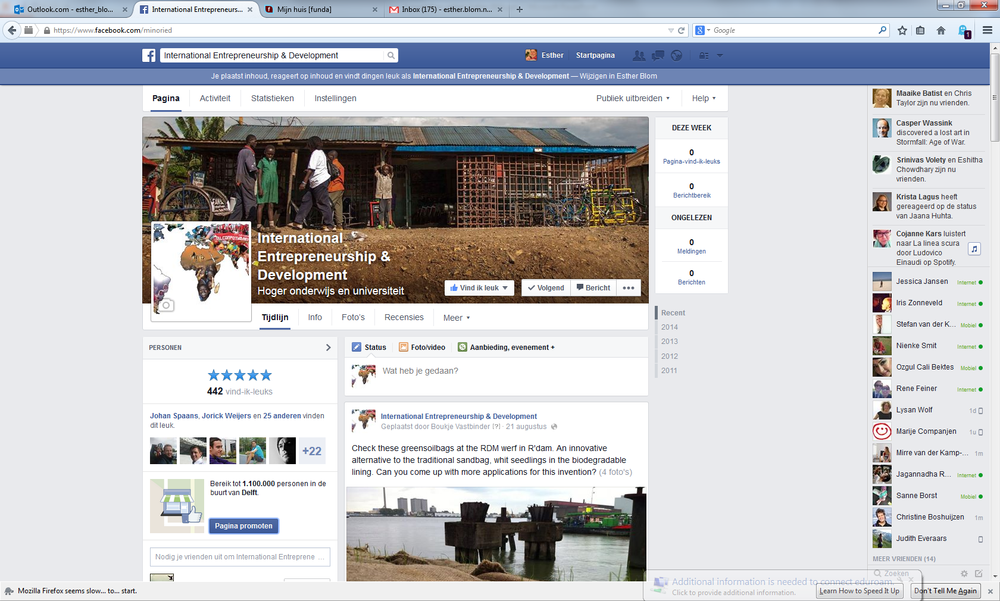 Outlook.com - esther_blo...
International Entrepreneurs...
Mijn huis [funda]
Inbox (175) - esther.blom.n...
https://www.facebook.com/minoried
Google
1
International Entrepreneurship & Development
Esther
Startpagina
Je plaatst inhoud, reageert op inhoud en vindt dingen leuk als International Entrepreneurship & Development — Wijzigen in Esther Blom
Pagina
Activiteit
Statistieken
Instellingen
Publiek uitbreiden
Help
International
Entrepreneurship &
Development
Hoger onderwijs en universiteit
Vind ik leuk
Volgend
Bericht
Tijdlijn
Info
Foto's
Recensies
Meer
DEZE WEEK
0
Pagina-vind-ik-leuks
0
Berichtbereik
ONGELEZEN
0
Meldingen
0
Berichten
Recent
2014
2013
2012
2011
PERSONEN
442 vind-ik-leuks
Johan Spaans, Jorick Weijers en 25 anderen vinden
dit leuk.
+22
Bereik tot 1.100.000 personen in de
buurt van Delft.
Pagina promoten
Nodig je vrienden uit om International Entreprene ...
Status
Foto/video
Aanbieding, evenement +
Wat heb je gedaan?
International Entrepreneurship & Development
Geplaatst door Boukje Vastbinder [?] · 21 augustus
Check these greensoilbags at the RDM werf in R'dam. An innovative
alternative to the traditional sandbag, whit seedlings in the biodegradable
lining. Can you come up with more applications for this invention? (4 foto's)
Maaike Batist en Chris
Taylor zijn nu vrienden.
Casper Wassink
discovered a lost art in
Stormfall: Age of War.
Srinivas Volety en Eshitha
Chowdhary zijn nu
vrienden.
Krista Lagus heeft
gereageerd op de status
van Jaana Huhta.
Cojanne Kars luistert
naar La linea scura
door Ludovico
Einaudi op Spotify.
Jessica Jansen Internet
Iris Zonneveld Internet
Stefan van der K... Mobiel
Nienke Smit Internet
Ozgul Cali Bektes Mobiel
Rene Feiner Internet
Lysan Wolf 1d
Marije Companjen 1u
Mirre van der Kamp-... 1m
Jagannadha R... Internet
Sanne Borst Mobiel
Christine Boshuijzen 1m
Judith Everaars
MEER VRIENDEN (14)
Zoeken
Additional information is needed to connect eduroam.
Click to provide additional information.
Mozilla Firefox seems slow... to... start.
Learn How to Speed It Up
Don't Tell Me Again